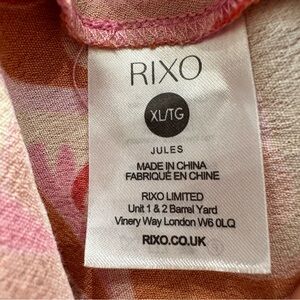 RIXO
XL/TG
JULES
MADE IN CHINA
FABRIQUÉ EN CHINE
RIXO LIMITED
Unit 1 & 2 Barrel Yard
Vinery Way London W6 0LQ
RIXO.CO.UK